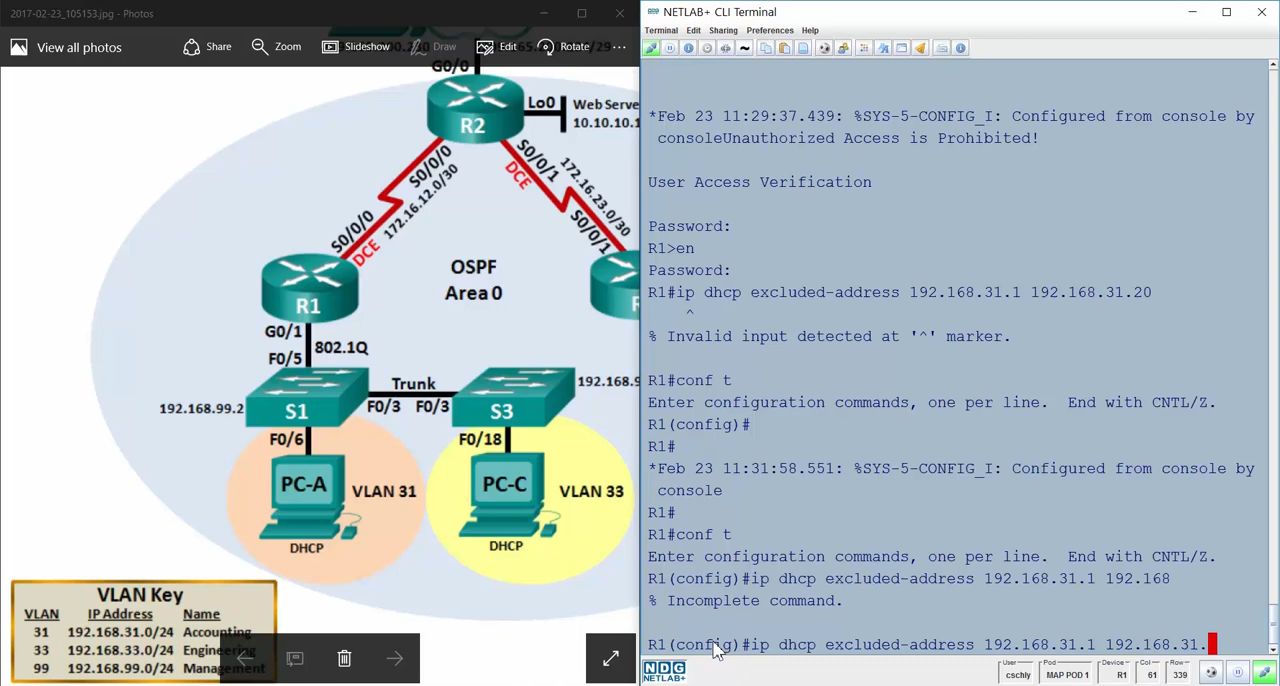 2017-02-23_105153.jpg - Photos
View all photos
Share
Zoom
Slideshow
Draw
Edit
Rotate
G0/0
R2
Lo0
Web Serve
10.10.10.1
S0/0/0
S0/0/1
DCE
172.16.12.0/30
172.16.23.0/30
S0/0/0
DCE
S0/0/1
R1
OSPF
Area 0
R
G0/1
802.1Q
F0/5
Trunk
192.168.9
192.168.99.2
S1
F0/3
F0/3
S3
F0/6
F0/18
PC-A
VLAN 31
PC-C
VLAN 33
DHCP
DHCP
VLAN Key
VLAN IP Address Name
31 192.168.31.0/24 Accounting
33 192.168.33.0/24 Engineering
99 192.168.99.0/24 Management
NETLAB+ CLI Terminal
Terminal Edit Sharing Preferences Help
*Feb 23 11:29:37.439: %SYS-5-CONFIG_I: Configured from console by
consoleUnauthorized Access is Prohibited!
User Access Verification
Password:
R1>en
Password:
R1#ip dhcp excluded-address 192.168.31.1 192.168.31.20
^
% Invalid input detected at '^' marker.
R1#conf t
Enter configuration commands, one per line. End with CNTL/Z.
R1(config)#
R1#
*Feb 23 11:31:58.551: %SYS-5-CONFIG_I: Configured from console by
console
R1#
R1#conf t
Enter configuration commands, one per line. End with CNTL/Z.
R1(config)#ip dhcp excluded-address 192.168.31.1 192.168
% Incomplete command.
R1(config)#ip dhcp excluded-address 192.168.31.1 192.168.31.
NDG
NETLAB+
User
cschly
Pod
MAP POD 1
Device
R1
Col
61
Row
339